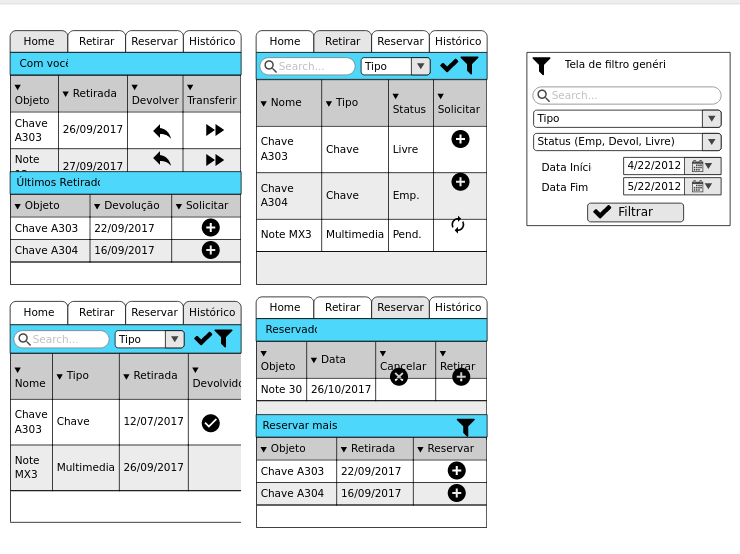 Home Retirar Reservar Histórico
Com você
Objeto Retirada Devolver Transferir
Chave A303 26/09/2017
Note 27/09/2017
Últimos Retirado
Objeto Devolução Solicitar
Chave A303 22/09/2017
Chave A304 16/09/2017
Home Retirar Reservar Histórico
Search... Tipo
Nome Tipo Status Solicitar
Chave A303 Chave Livre
Chave A304 Chave Emp.
Note MX3 Multimedia Pend.
Tela de filtro genéri
Search...
Tipo
Status (Emp, Devol, Livre)
Data Iníci 4/22/2012
Data Fim 5/22/2012
Filtrar
Home Retirar Reservar Histórico
Search... Tipo
Nome Tipo Retirada Devolvido
Chave A303 Chave 12/07/2017
Note MX3 Multimedia 26/09/2017
Home Retirar Reservar Histórico
Reservado
Objeto Data Cancelar Retirar
Note 30 26/10/2017
Reservar mais
Objeto Retirada Reservar
Chave A303 22/09/2017
Chave A304 16/09/2017